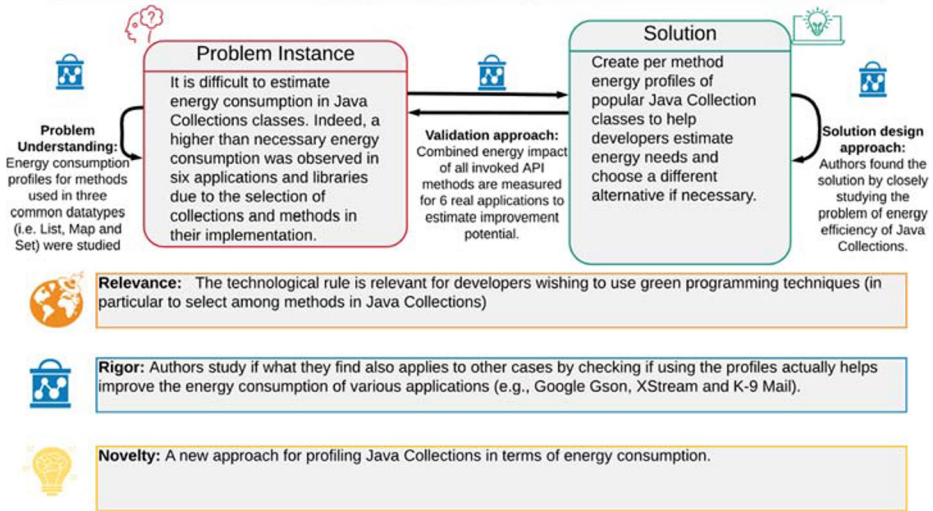 Problem Instance
It is difficult to estimate
energy consumption in Java
Collections classes. Indeed, a
higher than necessary energy
consumption was observed in
six applications and libraries
due to the selection of
collections and methods in
their implementation.
Solution
Create per method
energy profiles of
popular Java Collection
classes to help
developers estimate
energy needs and
choose a different
alternative if necessary.
Problem
Understanding:
Energy consumption
profiles for methods
used in three
common datatypes
(i.e. List, Map and
Set) were studied
Validation approach:
Combined energy impact
of all invoked API
methods are measured
for 6 real applications to
estimate improvement
potential.
Solution design
approach:
Authors found the
solution by closely
studying the
problem of energy
efficiency of Java
Collections.
Relevance: The technological rule is relevant for developers wishing to use green programming techniques (in
particular to select among methods in Java Collections)
Rigor: Authors study if what they find also applies to other cases by checking if using the profiles actually helps
improve the energy consumption of various applications (e.g., Google Gson, XStream and K-9 Mail).
Novelty: A new approach for profiling Java Collections in terms of energy consumption.